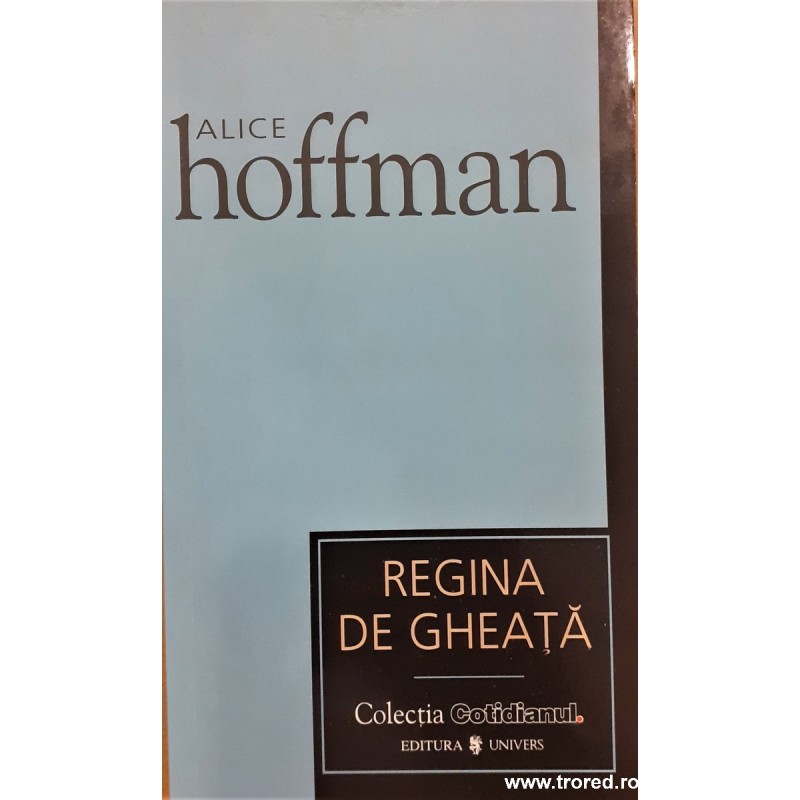 ALICE
hoffman
REGINA
DE GHEAȚĂ
Colecția Cotidianul.
EDITURA UNIVERS
www.trored.ro